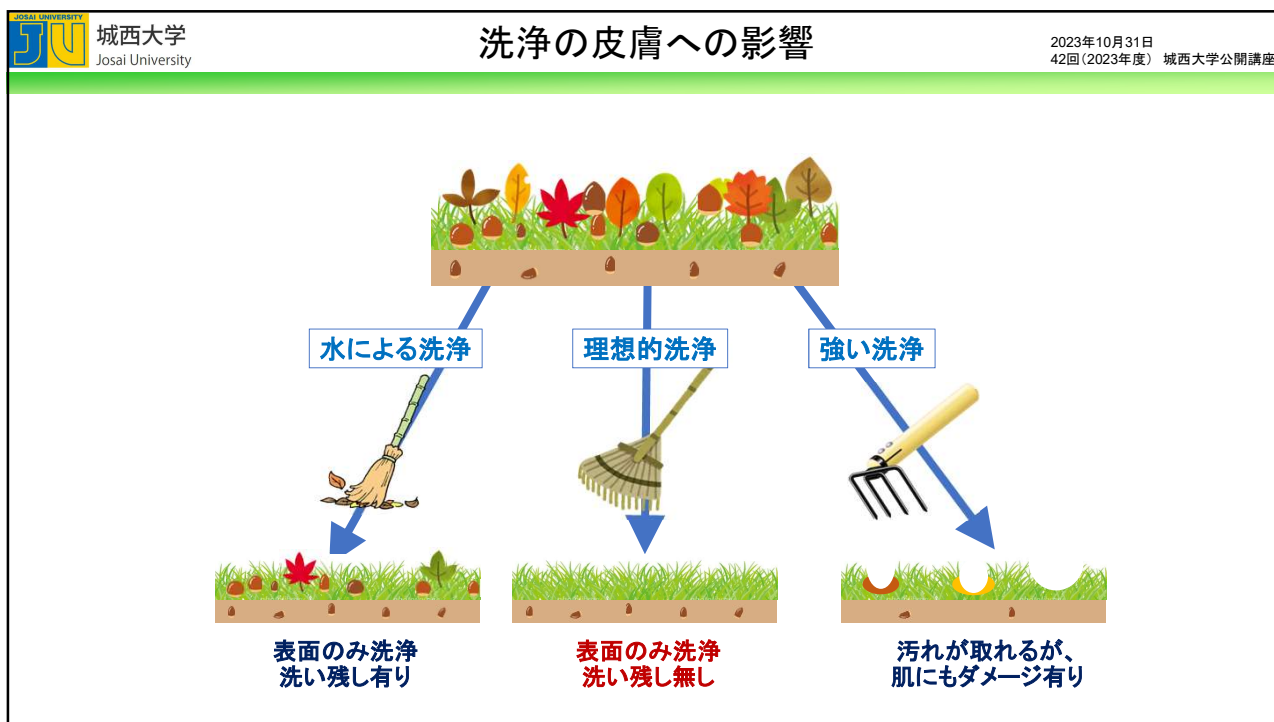 JOSAI UNIVERSITY
JU
城西大学
Josai University
洗浄の皮膚への影響
2023年10月31日
42回(2023年度) 城西大学公開講座
水による洗浄
理想的洗浄
強い洗浄
表面のみ洗浄
洗い残し有り
表面のみ洗浄
洗い残し無し
汚れが取れるが、
肌にもダメージ有り